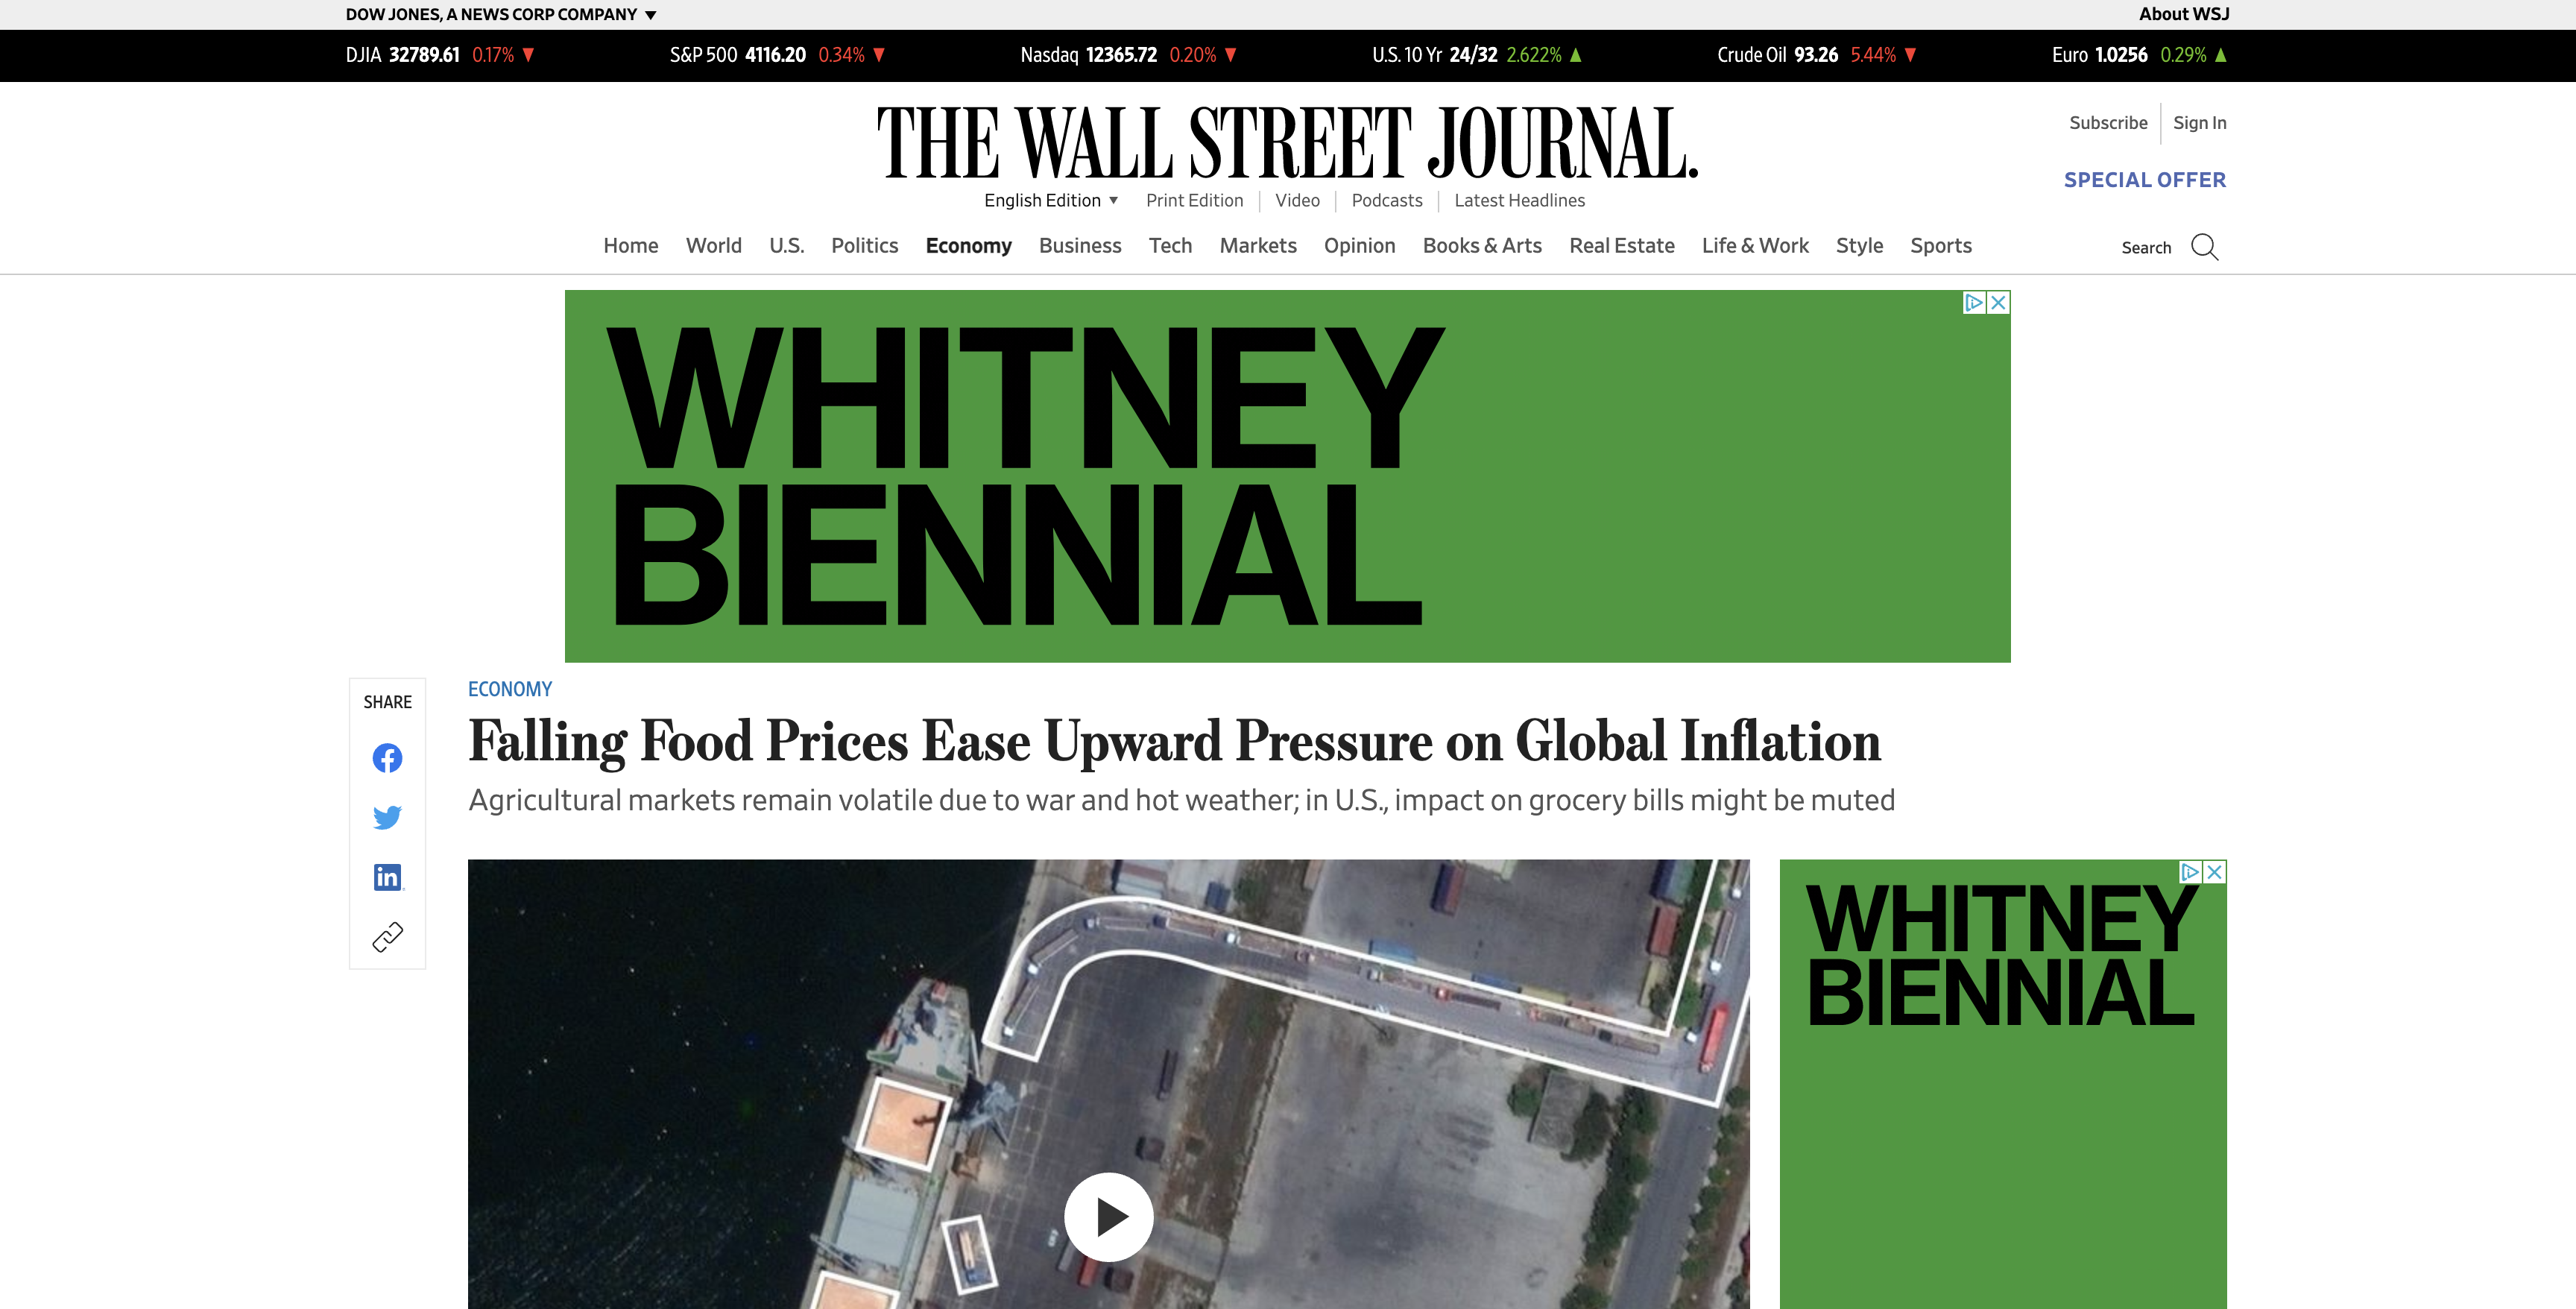 DOW JONES, A NEWS CORP COMPANY
About WSJ
DJIA 32789.61 0.17% S&P 500 4116.20 0.34% Nasdaq 12365.72 0.20% U.S. 10 Yr 24/32 2.622% Crude Oil 93.26 5.44% Euro 1.0256 0.29%
THE WALL STREET JOURNAL.
Subscribe Sign In
SPECIAL OFFER
English Edition Print Edition Video Podcasts Latest Headlines
Home World U.S. Politics Economy Business Tech Markets Opinion Books & Arts Real Estate Life & Work Style Sports Search
WHITNEY
BIENNIAL
SHARE
ECONOMY
Falling Food Prices Ease Upward Pressure on Global Inflation
Agricultural markets remain volatile due to war and hot weather; in U.S., impact on grocery bills might be muted
in
WHITNEY
BIENNIAL